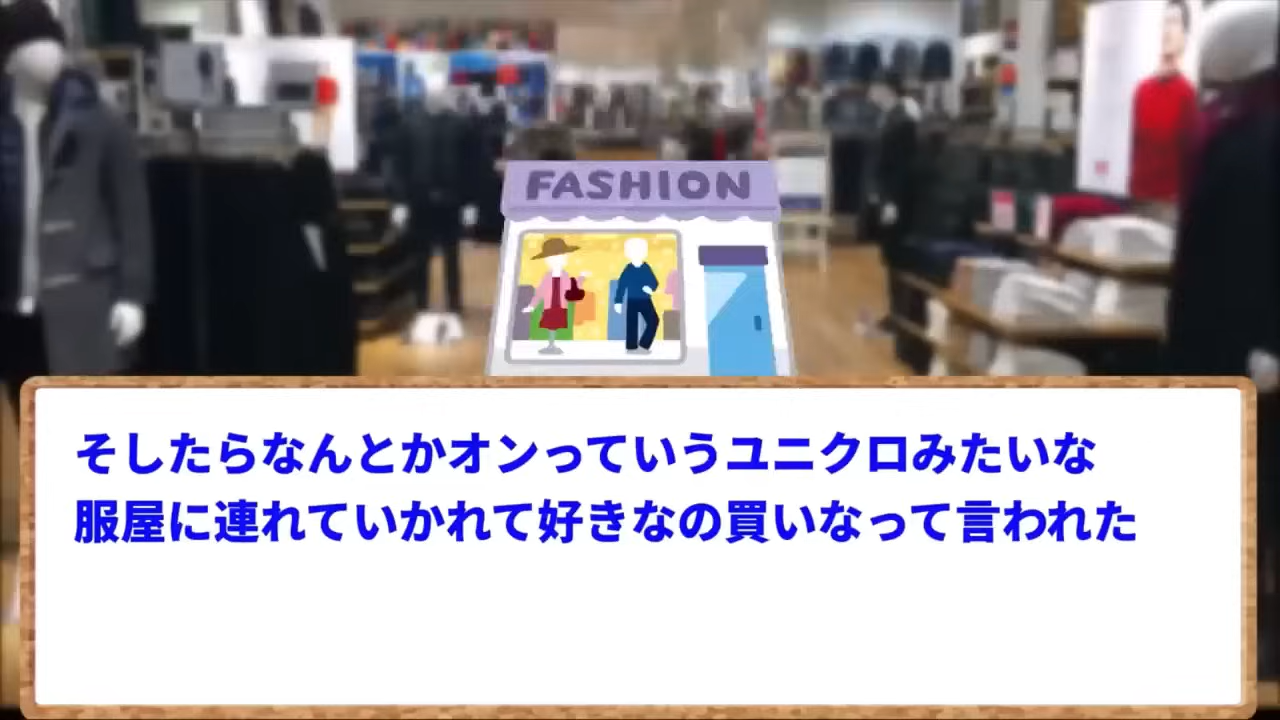 FASHION
そしたらなんとかオンっていうユニクロみたいな
服屋に連れていかれて好きなの買いなって言われた